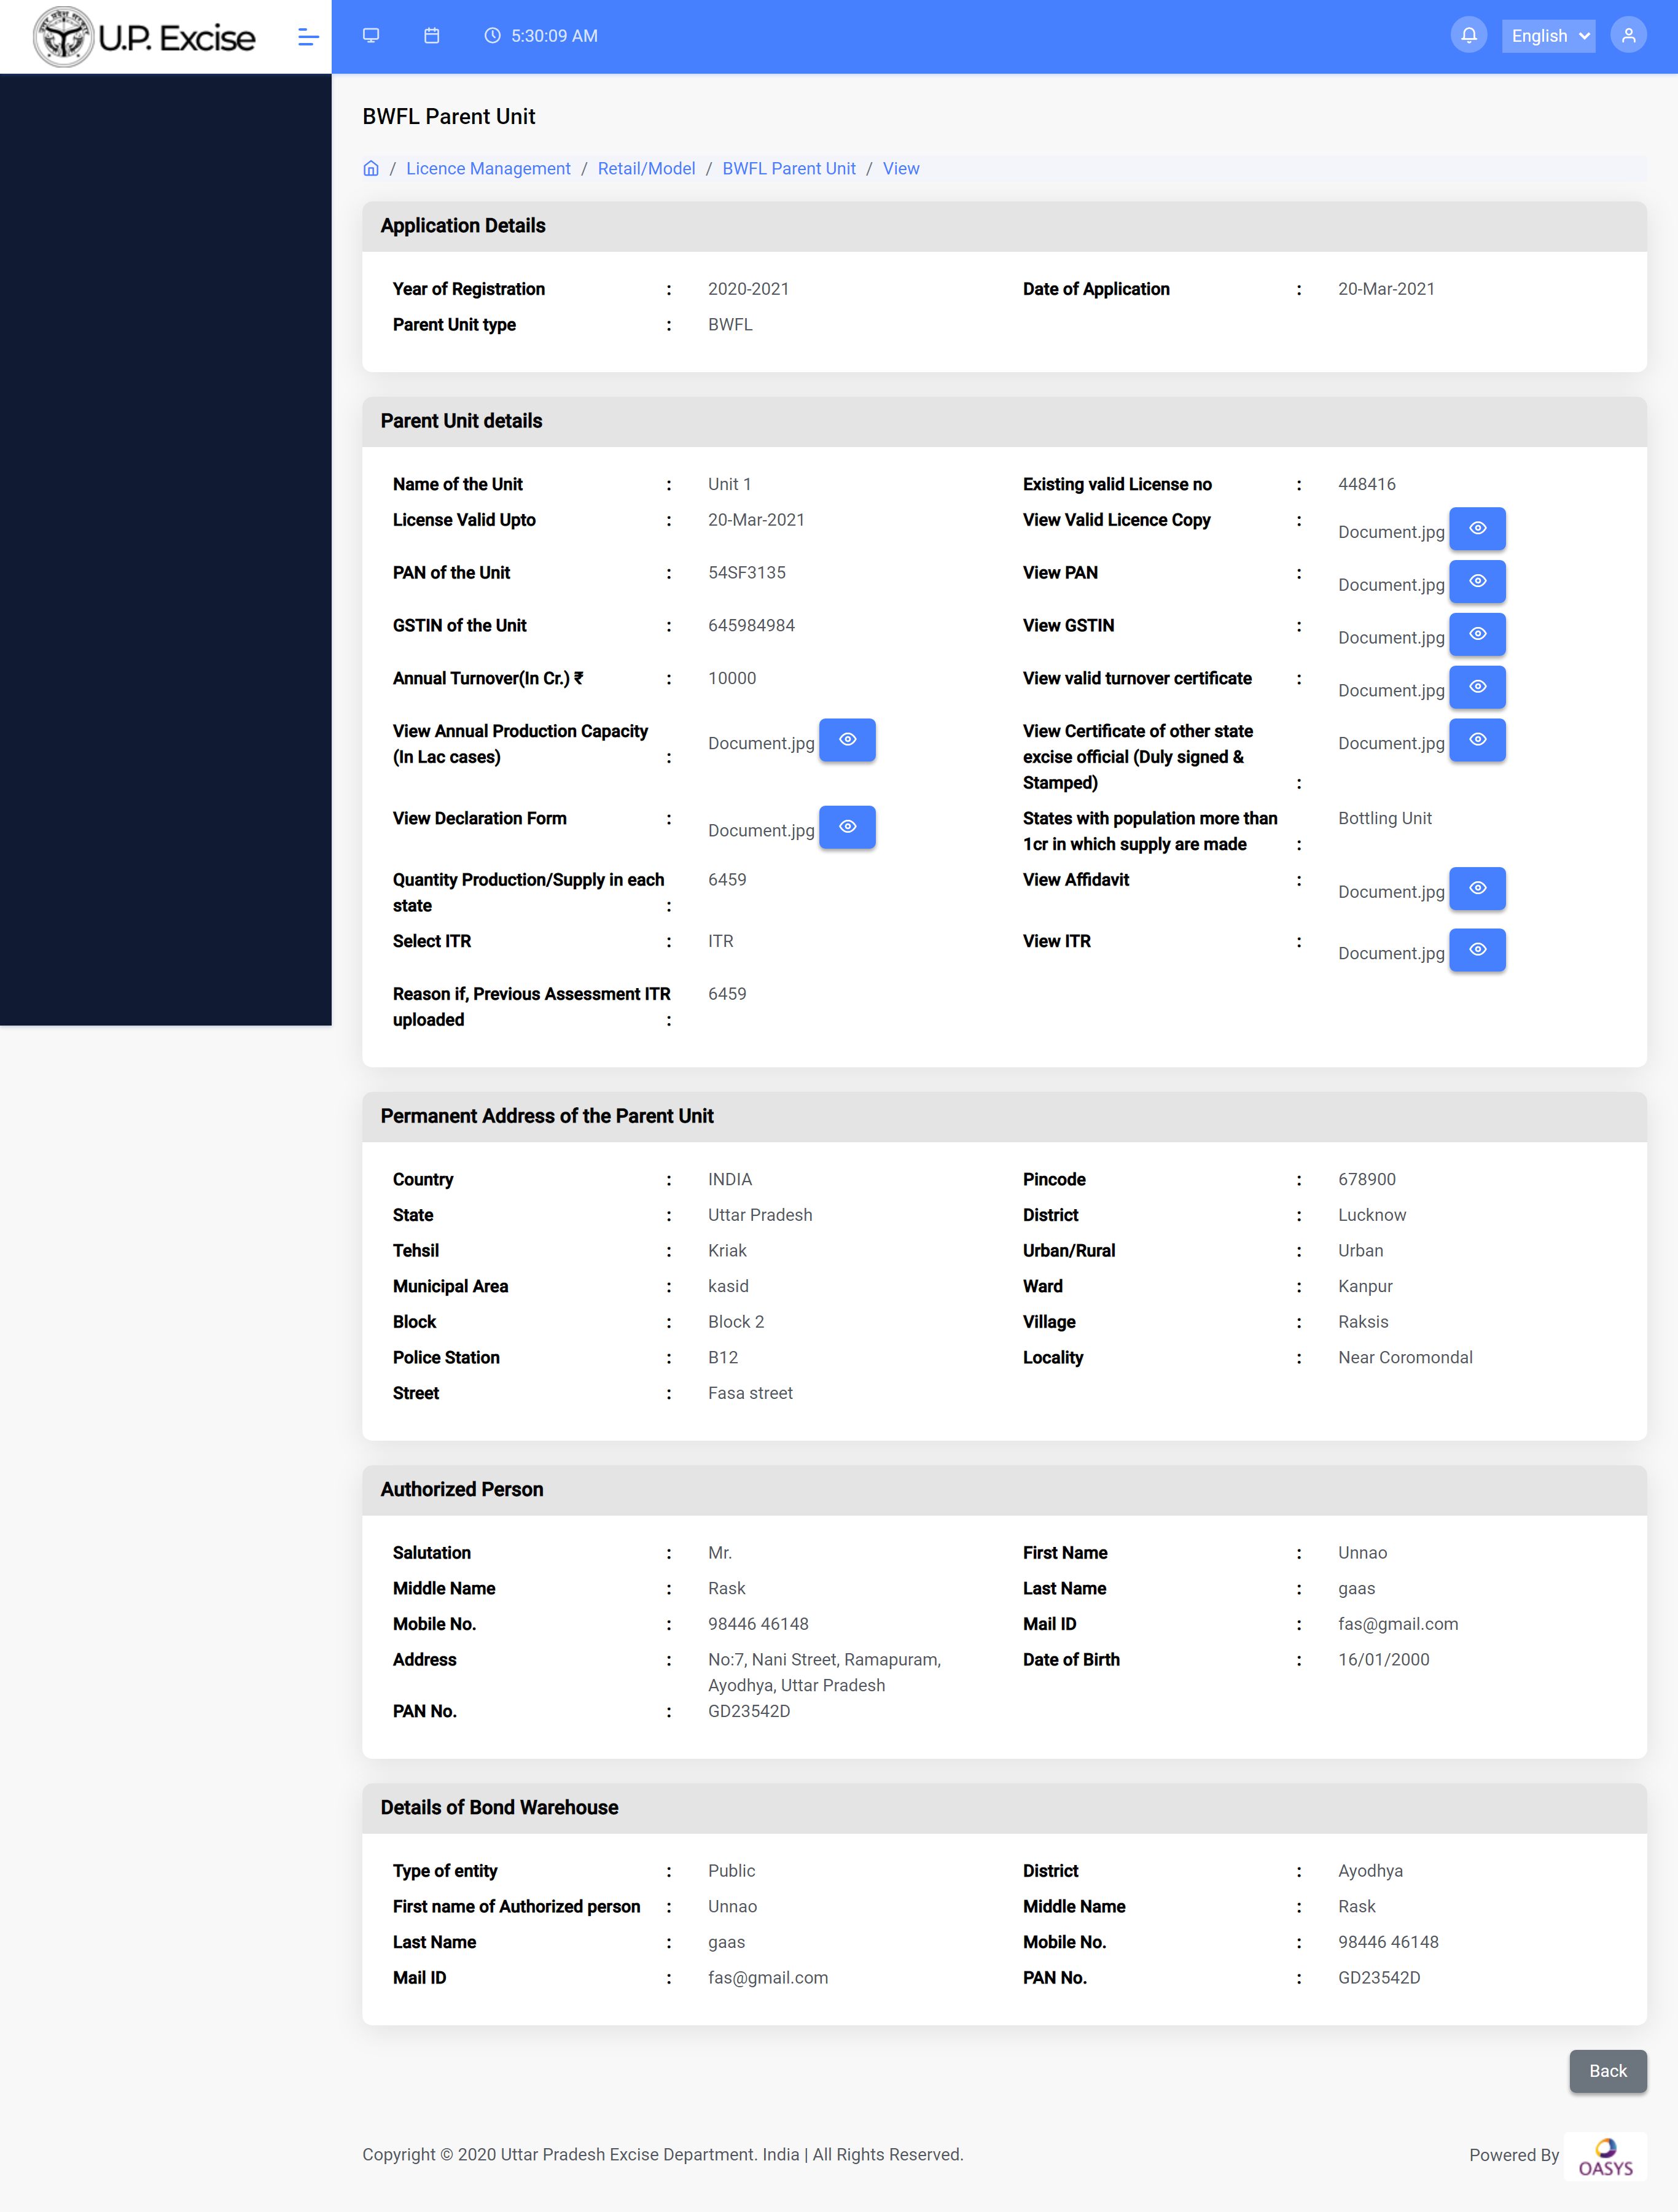 U.P. Excise
5:30:09 AM
English
BWFL Parent Unit
/ Licence Management / Retail/Model / BWFL Parent Unit / View
Application Details
Year of Registration : 2020-2021 Date of Application : 20-Mar-2021
Parent Unit type : BWFL
Parent Unit details
Name of the Unit : Unit 1 Existing valid License no : 448416
License Valid Upto : 20-Mar-2021 View Valid Licence Copy : Document.jpg
PAN of the Unit : 54SF3135 View PAN : Document.jpg
GSTIN of the Unit : 645984984 View GSTIN : Document.jpg
Annual Turnover(In Cr.) ₹ : 10000 View valid turnover certificate : Document.jpg
View Annual Production Capacity
(In Lac cases) : Document.jpg
View Certificate of other state
excise official (Duly signed &
Stamped) : Document.jpg
View Declaration Form : Document.jpg
States with population more than
1cr in which supply are made : Bottling Unit
Quantity Production/Supply in each
state : 6459
View Affidavit : Document.jpg
Select ITR : ITR View ITR : Document.jpg
Reason if, Previous Assessment ITR
uploaded : 6459
Permanent Address of the Parent Unit
Country : INDIA Pincode : 678900
State : Uttar Pradesh District : Lucknow
Tehsil : Kriak Urban/Rural : Urban
Municipal Area : kasid Ward : Kanpur
Block : Block 2 Village : Raksis
Police Station : B12 Locality : Near Coromondal
Street : Fasa street
Authorized Person
Salutation : Mr. First Name : Unnao
Middle Name : Rask Last Name : gaas
Mobile No. : 98446 46148 Mail ID : fas@gmail.com
Address : No:7, Nani Street, Ramapuram, Date of Birth : 16/01/2000
Ayodhya, Uttar Pradesh
PAN No. : GD23542D
Details of Bond Warehouse
Type of entity : Public District : Ayodhya
First name of Authorized person : Unnao Middle Name : Rask
Last Name : gaas Mobile No. : 98446 46148
Mail ID : fas@gmail.com PAN No. : GD23542D
Back
Copyright © 2020 Uttar Pradesh Excise Department. India | All Rights Reserved.
Powered By OASYS